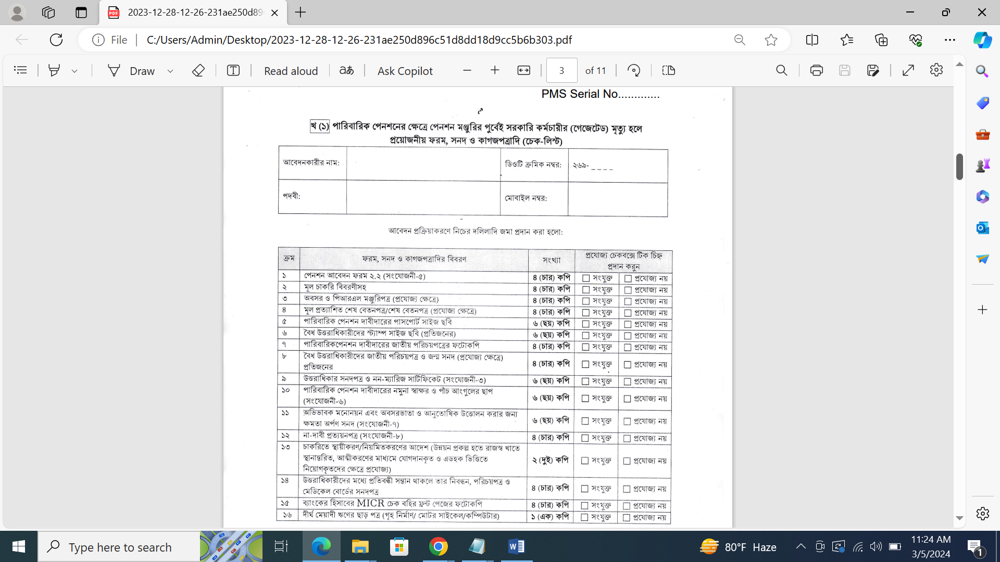 2023-12-28-12-26-231ae250d89
File
C:/Users/Admin/Desktop/2023-12-28-12-26-231ae250d896c51d8dd18d9cc5b6b303.pdf
Draw
Read aloud
aあ
Ask Copilot
3 of 11
PMS Serial No.............
খ (১) পারিবারিক পেনশনের ক্ষেত্রে পেনশন মঞ্জুরির পুর্বেই সরকারি কর্মচারীর (গেজেটেড) মৃত্যু হলে
প্রয়োজনীয় ফরম, সনদ ও কাগজপত্রাদি (চেক-লিস্ট)
আবেদনকারীর নাম: ডিওটি ক্রমিক নম্বর: ২৬৯- _ _ _ _
পদবী: মোবাইল নম্বর:
আবেদন প্রক্রিয়াকরণে নিচের দলিলাদি জমা প্রদান করা হলো:
ক্রম ফরম, সনদ ও কাগজপত্রাদির বিবরণ সংখ্যা প্রযোজ্য চেকবক্সে টিক চিহ্ন
প্রদান করুন
১ পেনশন আবেদন ফরম ২.২ (সংযোজনী-৫) ৪ (চার) কপি সংযুক্ত প্রযোজ্য নয়
২ মূল চাকরি বিবরণীসহ ৪ (চার) কপি সংযুক্ত প্রযোজ্য নয়
৩ অবসর ও পিআরএল মঞ্জুরিপত্র (প্রযোজ্য ক্ষেত্রে) ৪ (চার) কপি সংযুক্ত প্রযোজ্য নয়
৪ মূল প্রত্যাশিত শেষ বেতনপত্র/শেষ বেতনপত্র (প্রযোজ্য ক্ষেত্রে) ৪ (চার) কপি সংযুক্ত প্রযোজ্য নয়
৫ পারিবারিক পেনশন দাবীদারের পাসপোর্ট সাইজ ছবি ৬ (ছয়) কপি সংযুক্ত প্রযোজ্য নয়
৬ বৈধ উত্তরাধিকারীদের স্ট্যাম্প সাইজ ছবি (প্রতিজনের) ৬ (ছয়) কপি সংযুক্ত প্রযোজ্য নয়
৭ পারিবারিকপেনশন দাবীদারের জাতীয় পরিচয়পত্রের ফটোকপি ৪ (চার) কপি সংযুক্ত প্রযোজ্য নয়
৮ বৈধ উত্তরাধিকারীদের জাতীয় পরিচয়পত্র ও জন্ম সনদ (প্রযোজ্য ক্ষেত্রে)
প্রতিজনের ৪ (চার) কপি সংযুক্ত প্রযোজ্য নয়
৯ উত্তরাধিকার সনদপত্র ও নন-ম্যারিজ সার্টিফিকেট (সংযোজনী-৩) ৬ (ছয়) কপি সংযুক্ত প্রযোজ্য নয়
১০ পারিবারিক পেনশন দাবীদারের নমুনা স্বাক্ষর ও পাঁচ আংগুলের ছাপ
(সংযোজনী-৬) ৬ (ছয়) কপি সংযুক্ত প্রযোজ্য নয়
১১ অভিভাবক মনোনয়ন এবং অবসরভাতা ও আনুতোষিক উত্তোলন করার জন্য
ক্ষমতা অর্পণ সনদ (সংযোজনী-৭) ৬ (ছয়) কপি সংযুক্ত প্রযোজ্য নয়
১২ না-দাবী প্রত্যয়নপত্র (সংযোজনী-৮) ৪ (চার) কপি সংযুক্ত প্রযোজ্য নয়
১৩ চাকরিতে স্থায়ীকরণ/নিয়মিতকরণের আদেশ (উন্নয়ন প্রকল্প হতে রাজস্ব খাতে
স্থানান্তরিত, আত্মীকরণের মাধ্যমে যোগদানকৃত ও এডহক ভিত্তিতে ২ (দুই) কপি সংযুক্ত প্রযোজ্য নয়
নিয়োগকৃতদের ক্ষেত্রে প্রযোজ্য)
১৪ উত্তরাধিকারীদের মধ্যে প্রতিবন্ধী সন্তান থাকলে তার নিবন্ধন, পরিচয়পত্র ও
মেডিকেল বোর্ডের সনদপত্র ৪ (চার) কপি সংযুক্ত প্রযোজ্য নয়
১৫ ব্যাংকের হিসাবের MICR চেক বহির ফ্রন্ট পেজের ফটোকপি ৪ (চার) কপি সংযুক্ত প্রযোজ্য নয়
১৬ দীর্ঘ মেয়াদী ঋণের ছাড় পত্র (গৃহ নির্মাণ/ মোটর সাইকেল/কম্পিউটার) ১ (এক) কপি সংযুক্ত প্রযোজ্য নয়
Type here to search
80°F Haze
11:24 AM
3/5/2024
1